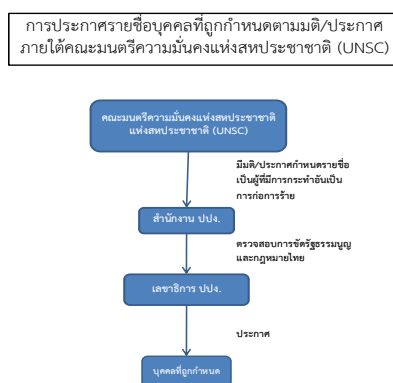 การประกาศรายชื่อบุคคลที่ถูกกำหนดตามมติ/ประกาศ
ภายใต้คณะมนตรีความมั่นคงแห่งสหประชาชาติ (UNSC)
คณะมนตรีความมั่นคงแห่งสหประชาชาติ
แห่งสหประชาชาติ (UNSC)
มีมติ/ประกาศกำหนดรายชื่อ
เป็นผู้ที่มีการกระทำอันเป็น
การก่อการร้าย
สำนักงาน ปปง.
ตรวจสอบการขัดรัฐธรรมนูญ
และกฎหมายไทย
เลขาธิการ ปปง.
ประกาศ
บุคคลที่ถูกกำหนด